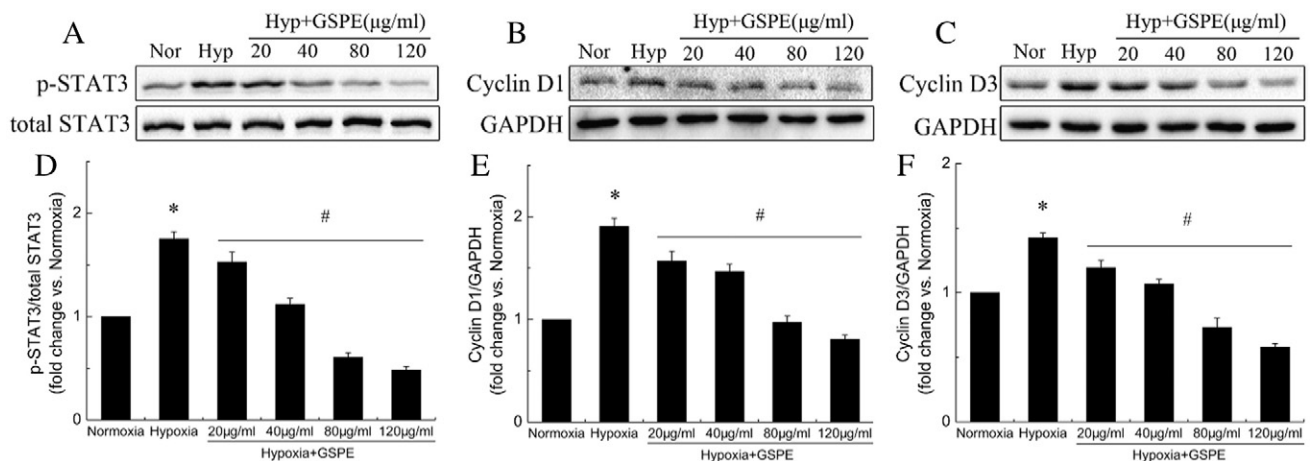 A
Hyp+GSPE(μg/ml)
Nor Hyp 20 40 80 120
p-STAT3
total STAT3
B
Hyp+GSPE(μg/ml)
Nor Hyp 20 40 80 120
Cyclin D1
GAPDH
C
Hyp+GSPE(μg/ml)
Nor Hyp 20 40 80 120
Cyclin D3
GAPDH
D
p-STAT3/total STAT3
(fold change vs. Normoxia)
2
1
0
*
#
Normoxia Hypoxia 20μg/ml 40μg/ml 80μg/ml 120μg/ml
Hypoxia+GSPE
E
Cyclin D1/GAPDH
(fold change vs. Normoxia)
2
1
0
*
#
Normoxia Hypoxia 20μg/ml 40μg/ml 80μg/ml 120μg/ml
Hypoxia+GSPE
F
Cyclin D3/GAPDH
(fold change vs. Normoxia)
2
1
0
*
#
Normoxia Hypoxia 20μg/ml 40μg/ml 80μg/ml 120μg/ml
Hypoxia+GSPE